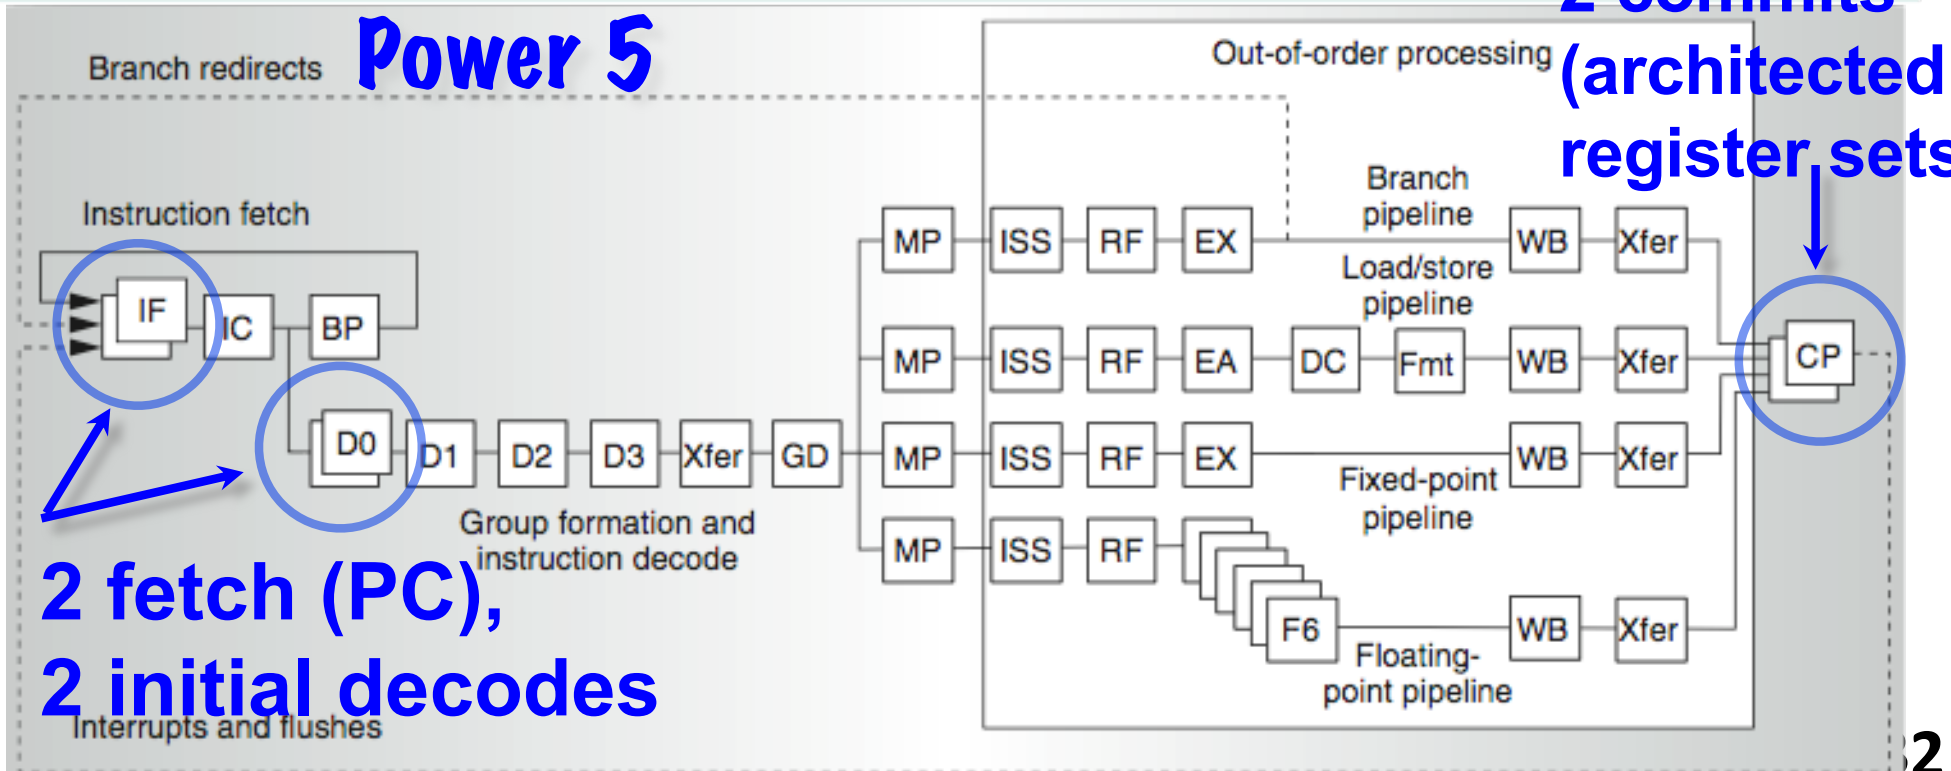 2 commits
Power 5
(architected
register sets
Branch redirects
Out-of-order processing
Instruction fetch
Branch
pipeline
MP ISS RF EX WB Xfer
Load/store
pipeline
IF IC BP
MP ISS RF EA DC Fmt WB Xfer
CP
D0 D1 D2 D3 Xfer GD
MP ISS RF EX WB Xfer
Fixed-point
pipeline
Group formation and
instruction decode
MP ISS RF
F6 WB Xfer
Floating-
point pipeline
2 fetch (PC),
2 initial decodes
Interrupts and flushes
2